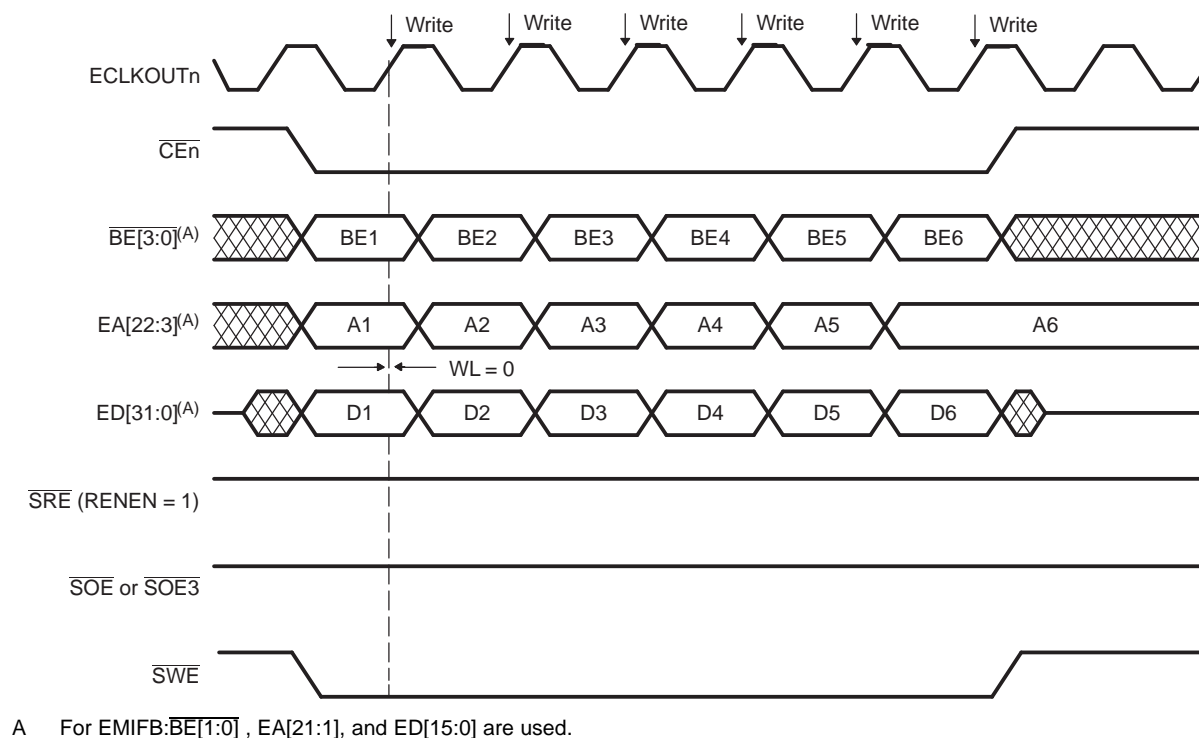 Write Write Write Write Write Write
ECLKOUTn
CEn
BE[3:0](A) BE1 BE2 BE3 BE4 BE5 BE6
EA[22:3](A) A1 A2 A3 A4 A5 A6
WL = 0
ED[31:0](A) D1 D2 D3 D4 D5 D6
SRE (RENEN = 1)
SOE or SOE3
SWE
A For EMIFB:BE[1:0] , EA[21:1], and ED[15:0] are used.